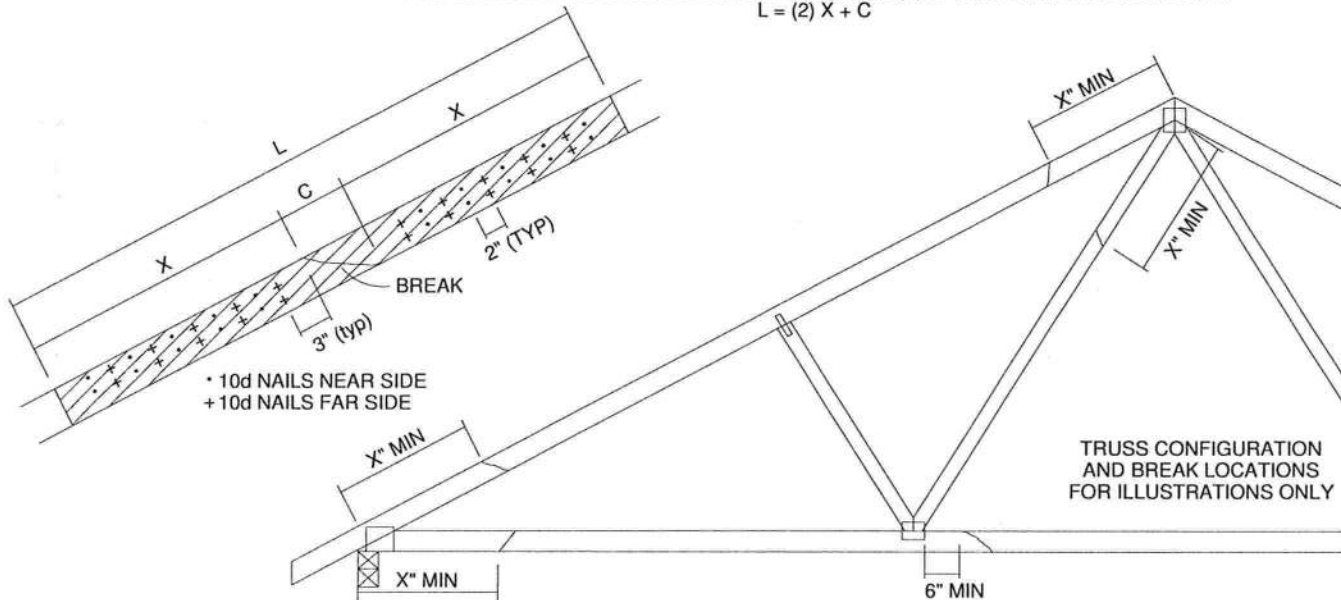 L = (2) X + C
X" MIN
X
L
C
X
2" (TYP)
X" MIN
BREAK
3" (typ)
• 10d NAILS NEAR SIDE
+ 10d NAILS FAR SIDE
X" MIN
TRUSS CONFIGURATION
AND BREAK LOCATIONS
FOR ILLUSTRATIONS ONLY
X" MIN
6" MIN